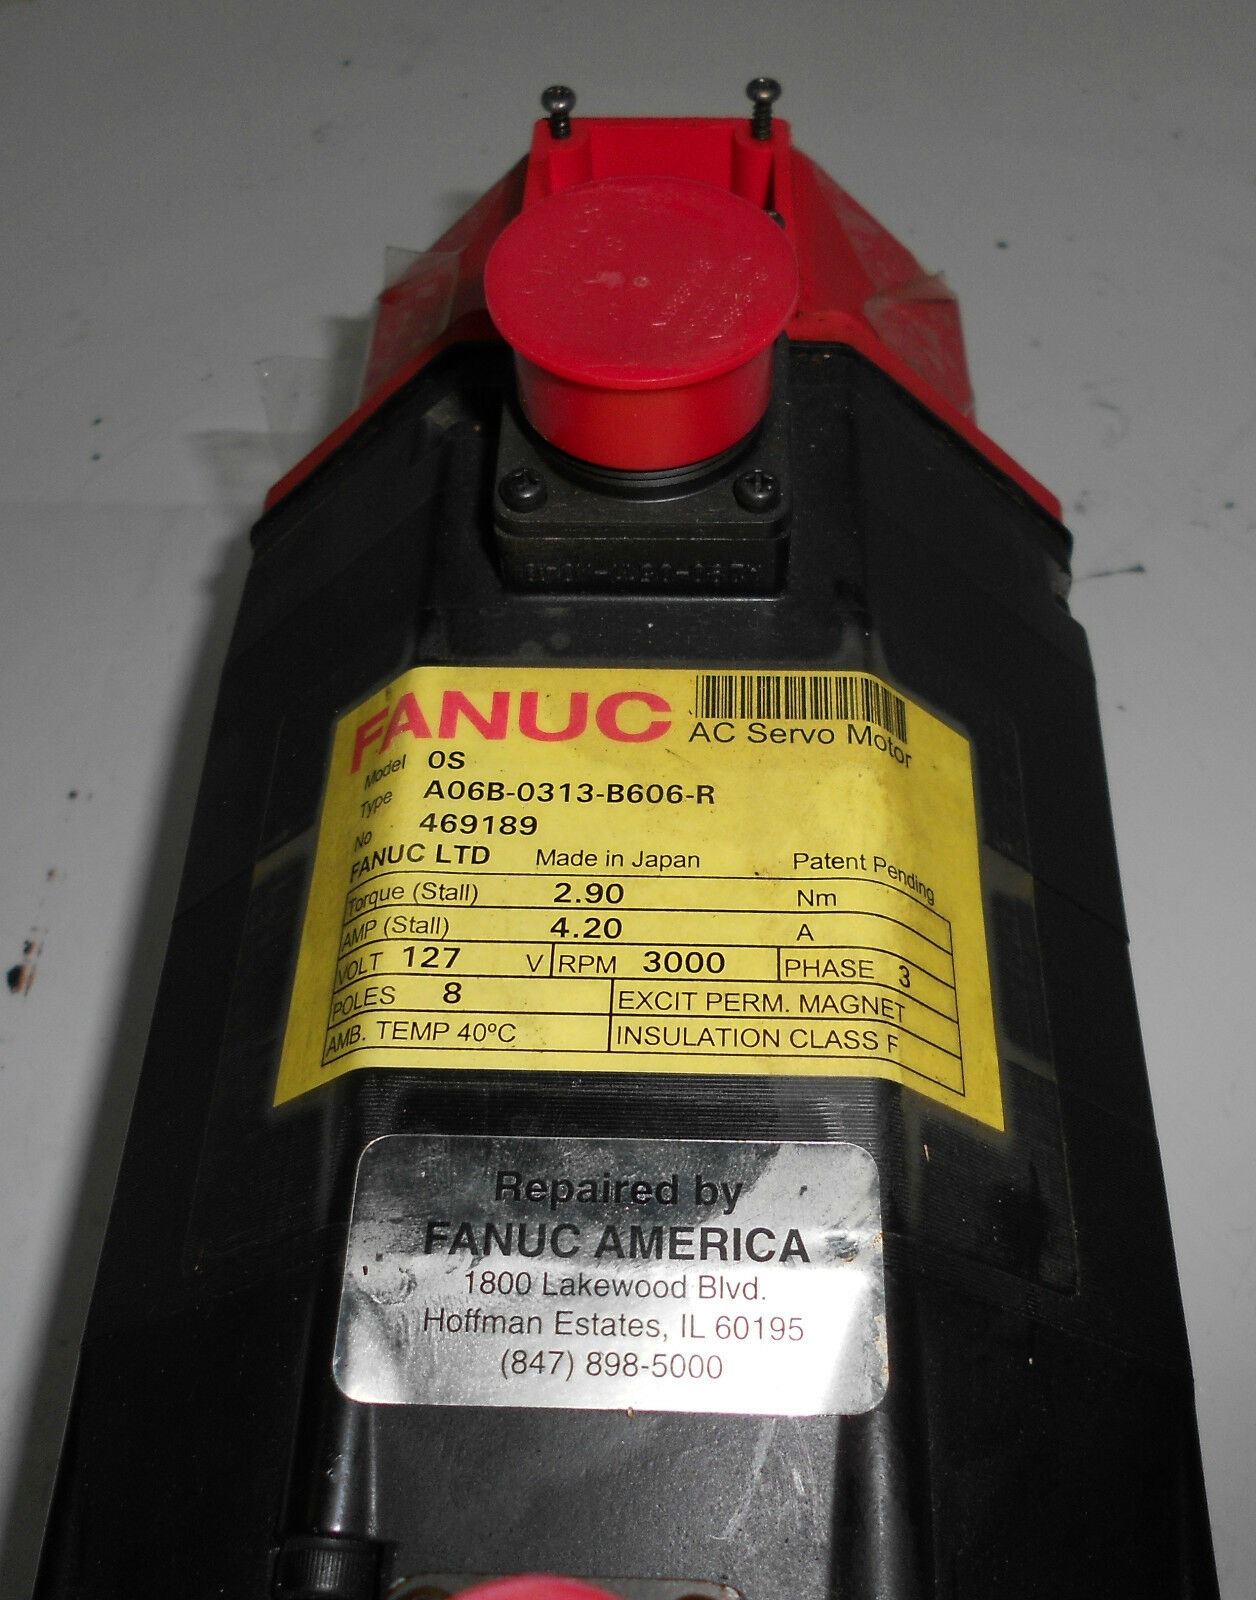 FANUC AC Servo Motor
Model 0S
Type A06B-0313-B606-R
No 469189
FANUC LTD Made in Japan Patent Pending
Torque (Stall) 2.90 Nm
AMP (Stall) 4.20 A
VOLT 127 V RPM 3000 PHASE 3
POLES 8 EXCIT PERM. MAGNET
AMB. TEMP 40ºC INSULATION CLASS F
Repaired by
FANUC AMERICA
1800 Lakewood Blvd.
Hoffman Estates, IL 60195
(847) 898-5000